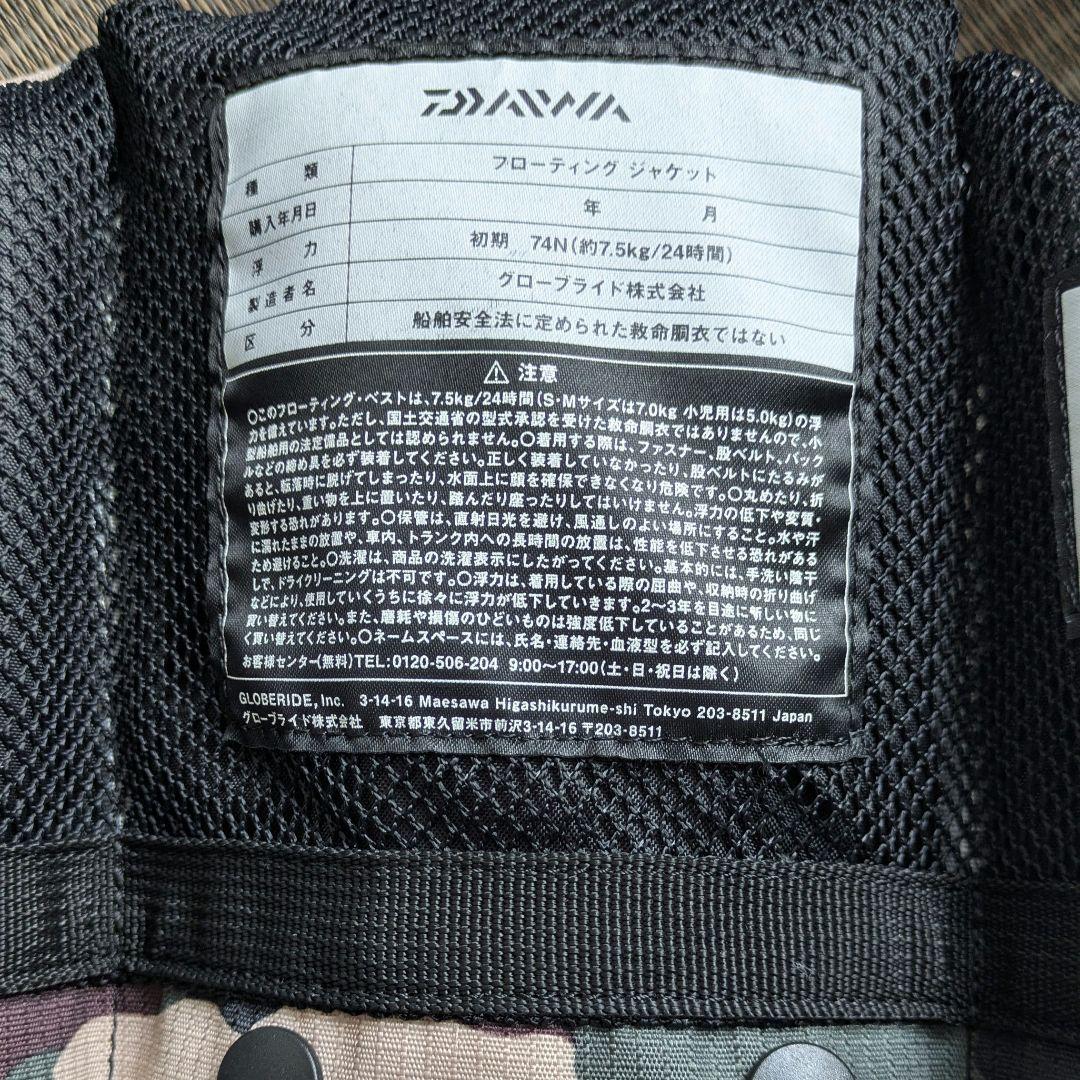 DAIWA
種 類 フローティング ジャケット
購入年月日 年 月
浮 力 初期 74N(約7.5kg/24時間)
製造者名 グローブライド株式会社
区 分 船舶安全法に定められた救命胴衣ではない
⚠ 注意
〇このフローティング・ベストは、7.5kg/24時間(S・Mサイズは7.0kg 小児用は5.0kg)の浮
力を備えています。ただし、国土交通省の型式承認を受けた救命胴衣ではありませんので、小
型船舶用の法定備品としては認められません。〇着用する際は、ファスナー、股ベルト、バック
ルなどの締め具を必ず装着してください。正しく装着していなかったり、股ベルトにたるみが
あると、転落時に脱げてしまったり、水面上に顔を確保できなくなり危険です。〇丸めたり、折
り曲げたり、重い物を上に置いたり、踏んだり座ったりしてはいけません。浮力の低下や変質・
変形する恐れがあります。〇保管は、直射日光を避け、風通しのよい場所にすること。水や汗
に濡れたままの放置や、車内、トランク内への長時間の放置は、性能を低下させる恐れがある
ため避けること。〇洗濯は、商品の洗濯表示にしたがってください。基本的には、手洗い陰干
しで、ドライクリーニングは不可です。〇浮力は、着用している際の屈曲や、収納時の折り曲げ
などにより、使用していくうちに徐々に浮力が低下していきます。2〜3年を目途に新しい物に
買い替えてください。また、磨耗や損傷のひどいものは強度低下していることがあるため、同じ
く買い替えてください。〇ネームスペースには、氏名・連絡先・血液型を必ず記入してください。
お客様センター(無料)TEL:0120-506-204 9:00〜17:00(土・日・祝日は除く)
GLOBERIDE, Inc. 3-14-16 Maesawa Higashikurume-shi Tokyo 203-8511 Japan
グローブライド株式会社 東京都東久留米市前沢3-14-16 〒203-8511